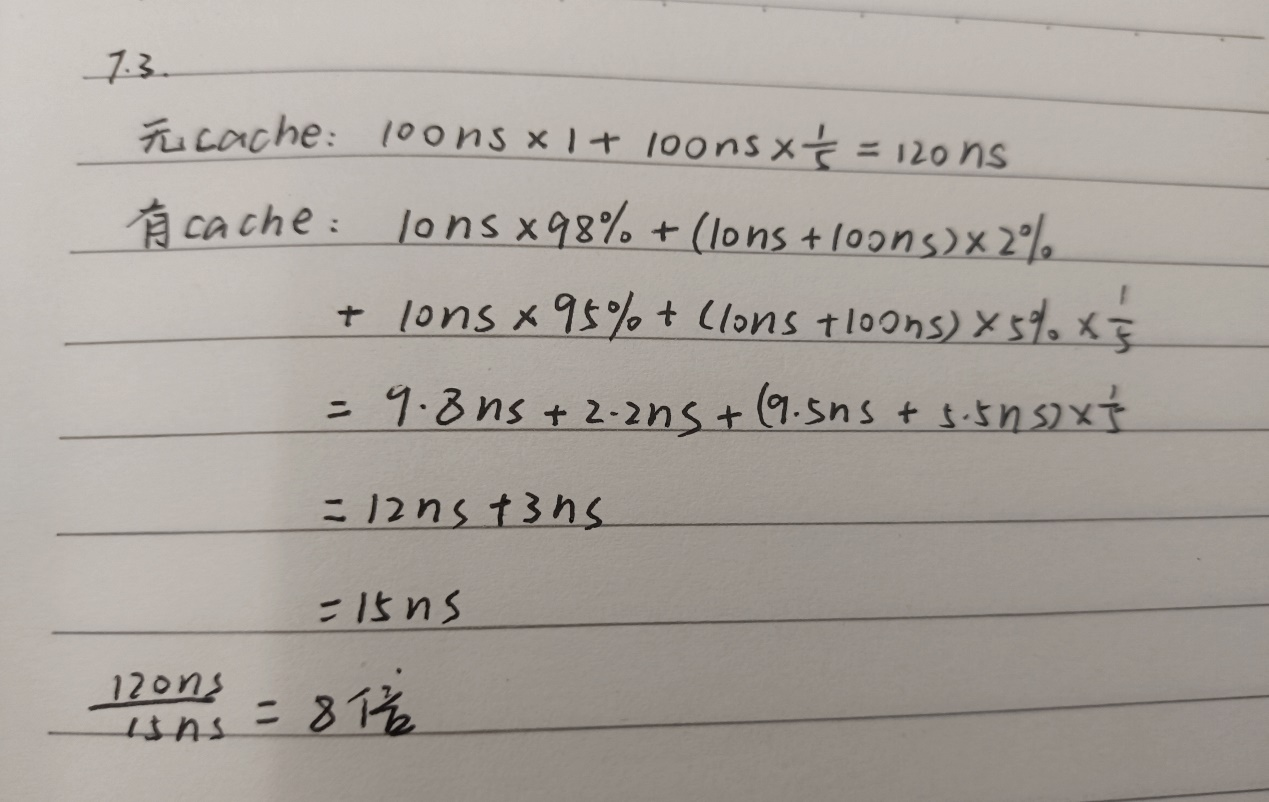 7.3.
无cache: 100ns×1+100ns×1/5=120ns
有cache: 10ns×98%+(10ns+100ns)×2%
+ 10ns×95%+(10ns+100ns)×5%×1/5
= 9.8ns+2.2ns+(9.5ns+5.5ns)×1/5
=12ns+3ns
=15ns
120ns/15ns = 8倍